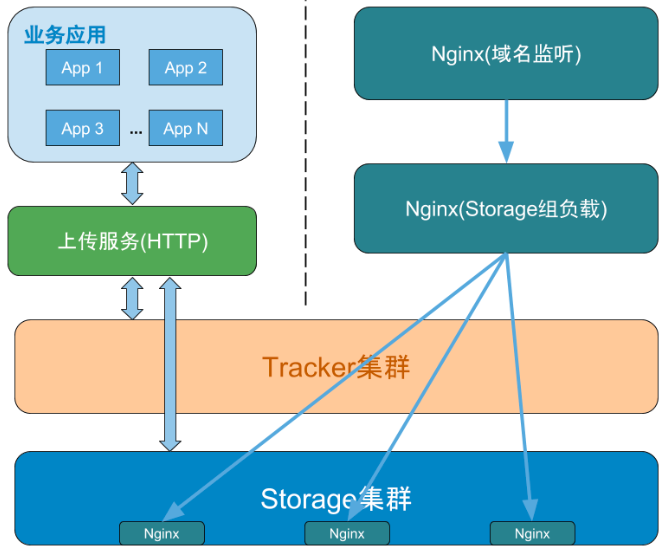 业务应用
App 1
App 2
App 3
...
App N
上传服务(HTTP)
Nginx(域名监听)
Nginx(Storage组负载)
Tracker集群
Storage集群
Nginx
Nginx
Nginx